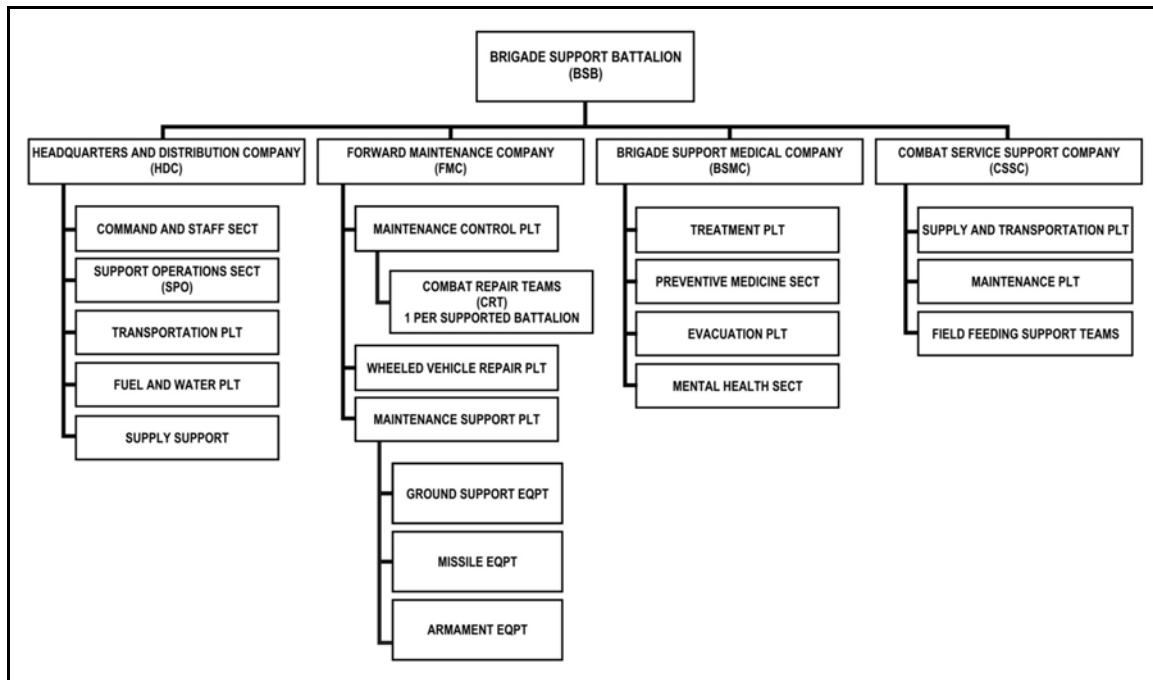 BRIGADE SUPPORT BATTALION
(BSB)
HEADQUARTERS AND DISTRIBUTION COMPANY
(HDC)
COMMAND AND STAFF SECT
SUPPORT OPERATIONS SECT
(SPO)
TRANSPORTATION PLT
FUEL AND WATER PLT
SUPPLY SUPPORT
FORWARD MAINTENANCE COMPANY
(FMC)
MAINTENANCE CONTROL PLT
COMBAT REPAIR TEAMS
(CRT)
1 PER SUPPORTED BATTALION
WHEELED VEHICLE REPAIR PLT
MAINTENANCE SUPPORT PLT
GROUND SUPPORT EQPT
MISSILE EQPT
ARMAMENT EQPT
BRIGADE SUPPORT MEDICAL COMPANY
(BSMC)
TREATMENT PLT
PREVENTIVE MEDICINE SECT
EVACUATION PLT
MENTAL HEALTH SECT
COMBAT SERVICE SUPPORT COMPANY
(CSSC)
SUPPLY AND TRANSPORTATION PLT
MAINTENANCE PLT
FIELD FEEDING SUPPORT TEAMS